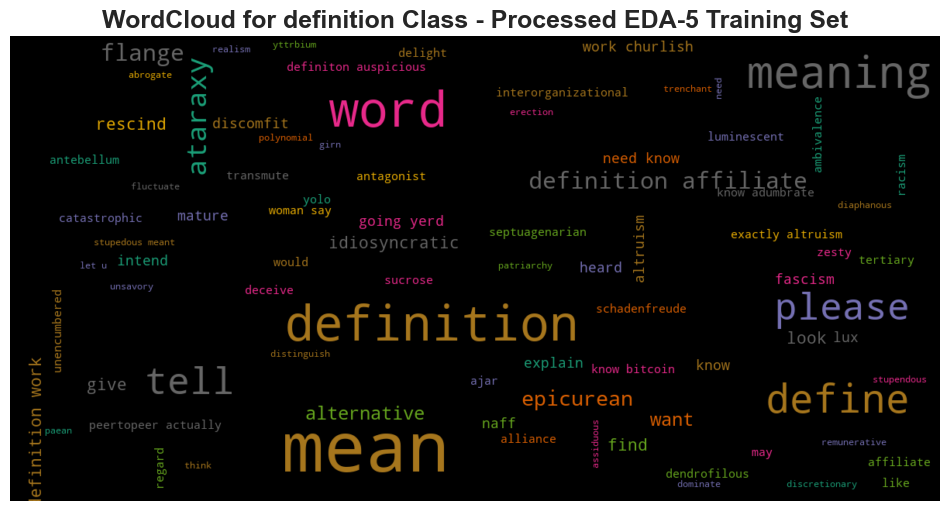 WordCloud for definition Class - Processed EDA-5 Training Set
flange
realism
yttrbium
delight
work churlish
meaning
abrogate
ataraxy
definiton auspicious
word
interorganizational
trenchant
need
rescind
discomfit
erection
ambivalence
polynomial
girn
luminescent
antebellum
need know
racism
transmute
antagonist
definition affiliate
fluctuate
know adumbrate
yolo
diaphanous
catastrophic
mature
woman say
going yerd
altruism
stupedous meant
idiosyncratic
septuagenarian
exactly altruism
let u
intend
would
patriarchy
heard
zesty
tertiary
unsavory
deceive
sucrose
fascism
unencumbered
definition
schadenfreude
please
look
lux
distinguish
definition work
give
tell
ajar
explain
know bitcoin
know
stupendous
epicurean
define
peertopeer actually
alternative
naff
want
paean
mean
alliance
assiduous
find
remunerative
regard
think
may
affiliate
dendrofilous
dominate
discretionary
like